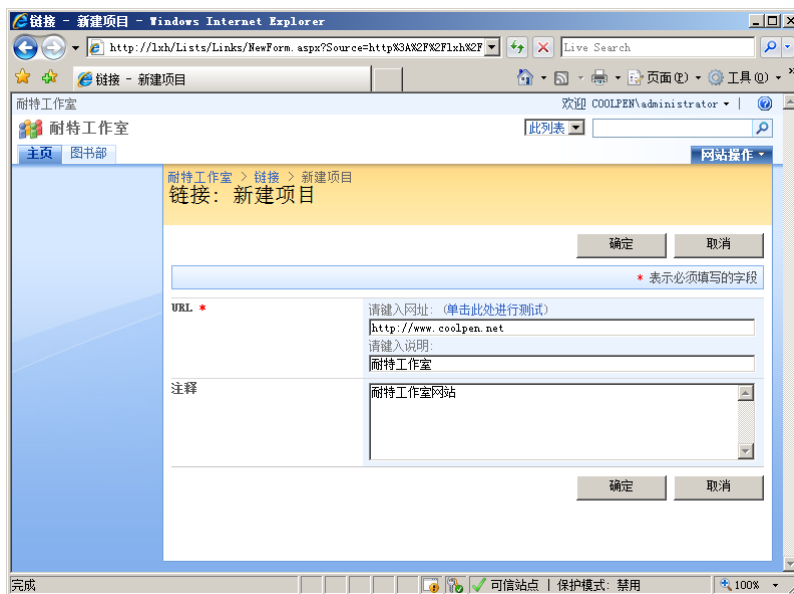 链接 - 新建项目 - Windows Internet Explorer
http://lxh/Lists/Links/NewForm.aspx?Source=http%3A%2F%2Flxh%2F
Live Search
链接 - 新建项目
页面(P)
工具(O)
耐特工作室
欢迎 COOLPEN\administrator
耐特工作室
此列表
主页 图书部
网站操作
耐特工作室 > 链接 > 新建项目
链接: 新建项目
确定 取消
* 表示必须填写的字段
URL *
请键入网址: (单击此处进行测试)
http://www.coolpen.net
请键入说明:
耐特工作室
注释
耐特工作室网站
确定 取消
完成
可信站点 | 保护模式: 禁用
100%